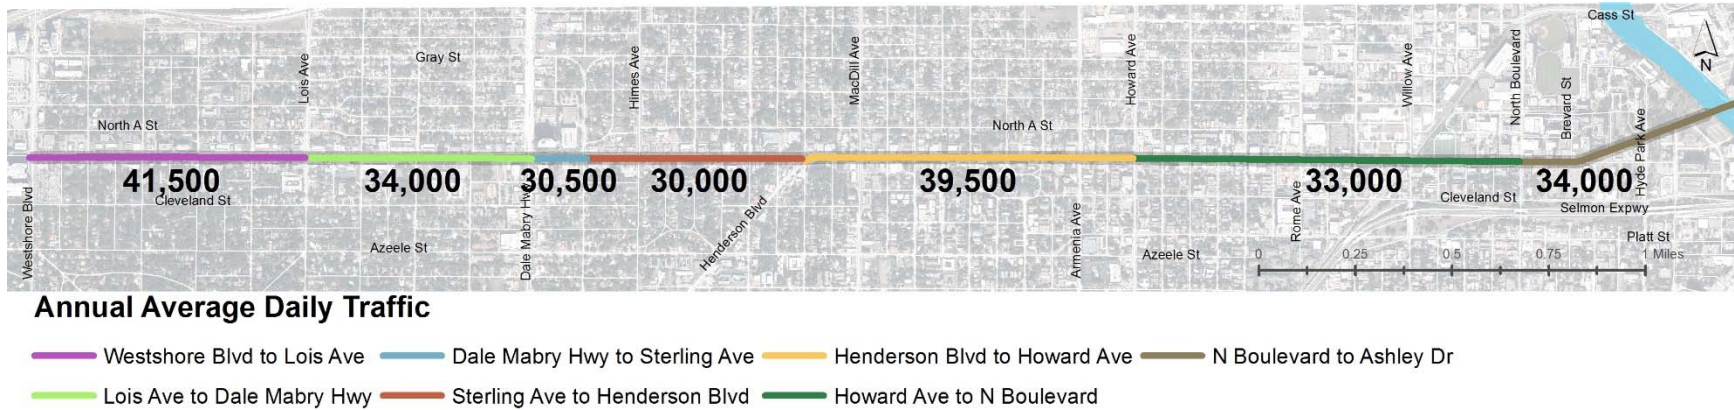 Cass St
Gray St
Lois Ave
Himes Ave
MacDill Ave
Howard Ave
Willow Ave
North Boulevard
Brevard St
N
North A St
North A St
Hyde Park Ave
41,500
34,000
30,500
30,000
39,500
33,000
34,000
Cleveland St
Cleveland St
Selmon Expwy
Westshore Blvd
Dale Mabry Hwy
Henderson Blvd
Armenia Ave
Rome Ave
Azeele St
Azeele St
Platt St
0 0.25 0.5 0.75 1 Miles
Annual Average Daily Traffic
Westshore Blvd to Lois Ave
Dale Mabry Hwy to Sterling Ave
Henderson Blvd to Howard Ave
N Boulevard to Ashley Dr
Lois Ave to Dale Mabry Hwy
Sterling Ave to Henderson Blvd
Howard Ave to N Boulevard